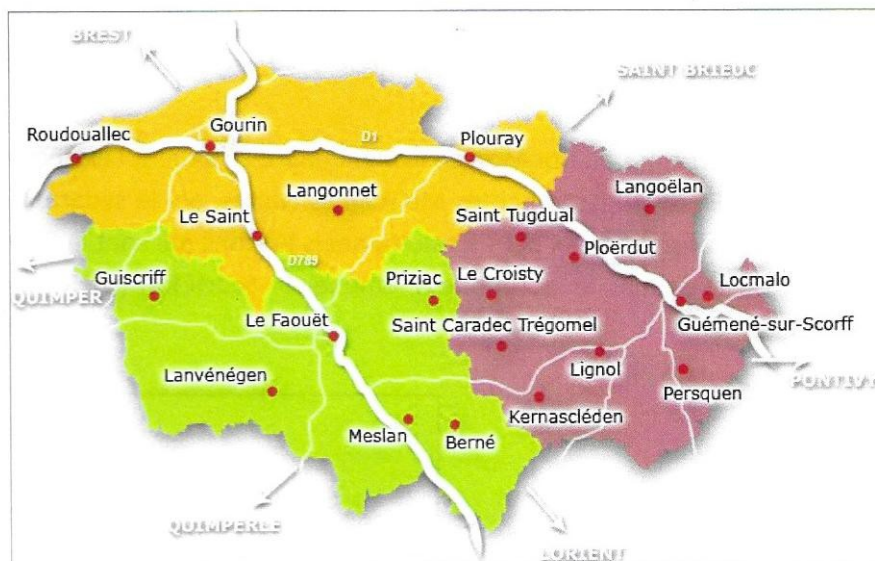 BREST
SAINT BRIEUC
Gourin
Roudouallec
D1
Plouray
Langonnet
Langoëlan
Le Saint
Saint Tugdual
Ploërdut
D789
Guiscriff
QUIMPER
Priziac
Le Croisty
Locmalo
Le Faouët
Saint Caradec Trégomel
Guémené-sur-Scorff
Lanvénégen
Lignol
Persquen
PONTIVY
Kernascléden
Meslan
Berné
QUIMPERLE
LORIENT